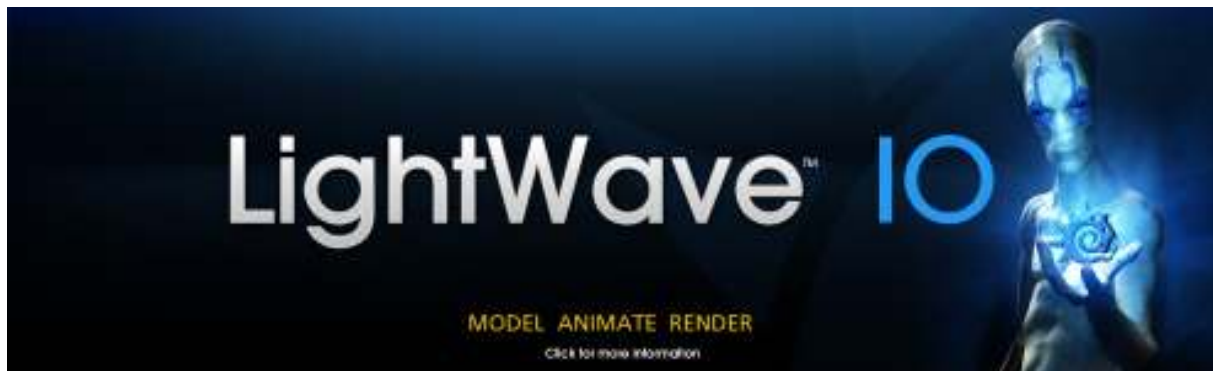 LightWave™ 10
MODEL ANIMATE RENDER
Click for more information